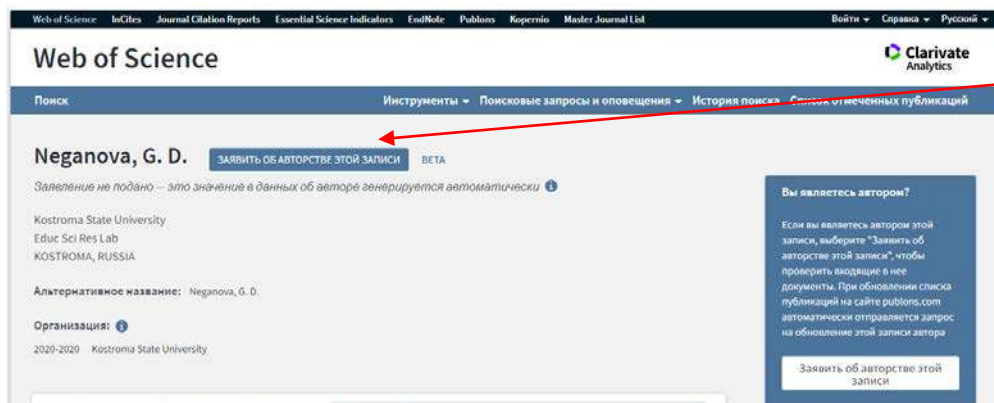 Web of Science InCites Journal Citation Reports Essential Science Indicators EndNote Publons Kopernio Master Journal List Войти Справка Русский
Web of Science
Clarivate
Analytics
Поиск Инструменты Поисковые запросы и оповещения История поиска Список отмеченных публикаций
Neganova, G. D. ЗАЯВИТЬ ОБ АВТОРСТВЕ ЭТОЙ ЗАПИСИ BETA
Заявление не подано — это значение в данных об авторе генерируется автоматически
Kostroma State University
Educ Sci Res Lab
KOSTROMA, RUSSIA
Альтернативное название: Neganova, G. D.
Организация:
2020-2020 Kostroma State University
Вы являетесь автором?
Если вы являетесь автором этой
записи, выберите "Заявить об
авторстве этой записи", чтобы
проверить входящие в нее
документы. При обновлении списка
публикаций на сайте publons.com
автоматически отправляется запрос
на обновление этой записи автора
Заявить об авторстве этой
записи